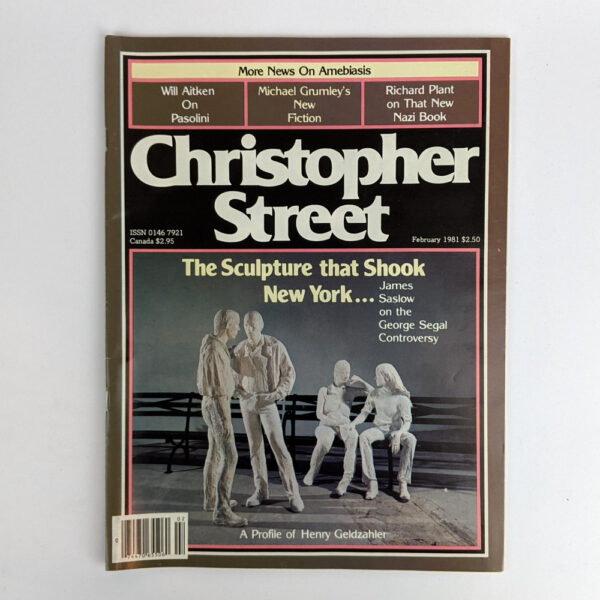 More News On Amebiasis
Will Aitken
On
Pasolini
Michael Grumley's
New
Fiction
Richard Plant
on That New
Nazi Book
Christopher
Street
ISSN 0146 7921
Canada $2.95
February 1981 $2.50
The Sculpture that Shook
New York...
James
Saslow
on the
George Segal
Controversy
A Profile of Henry Geldzahler
02
0